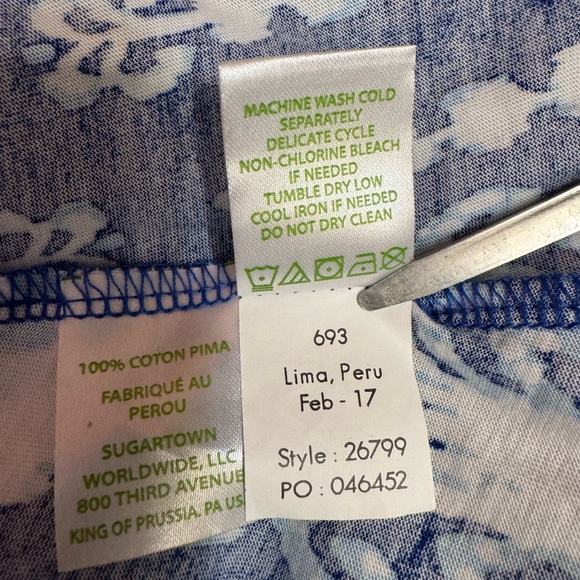 MACHINE WASH COLD
SEPARATELY
DELICATE CYCLE
NON-CHLORINE BLEACH
IF NEEDED
TUMBLE DRY LOW
COOL IRON IF NEEDED
DO NOT DRY CLEAN
693
Lima, Peru
Feb - 17
Style : 26799
PO : 046452
100% COTON PIMA
FABRIQUÉ AU
PEROU
SUGARTOWN
WORLDWIDE, LLC
800 THIRD AVENUE
KING OF PRUSSIA, PA US